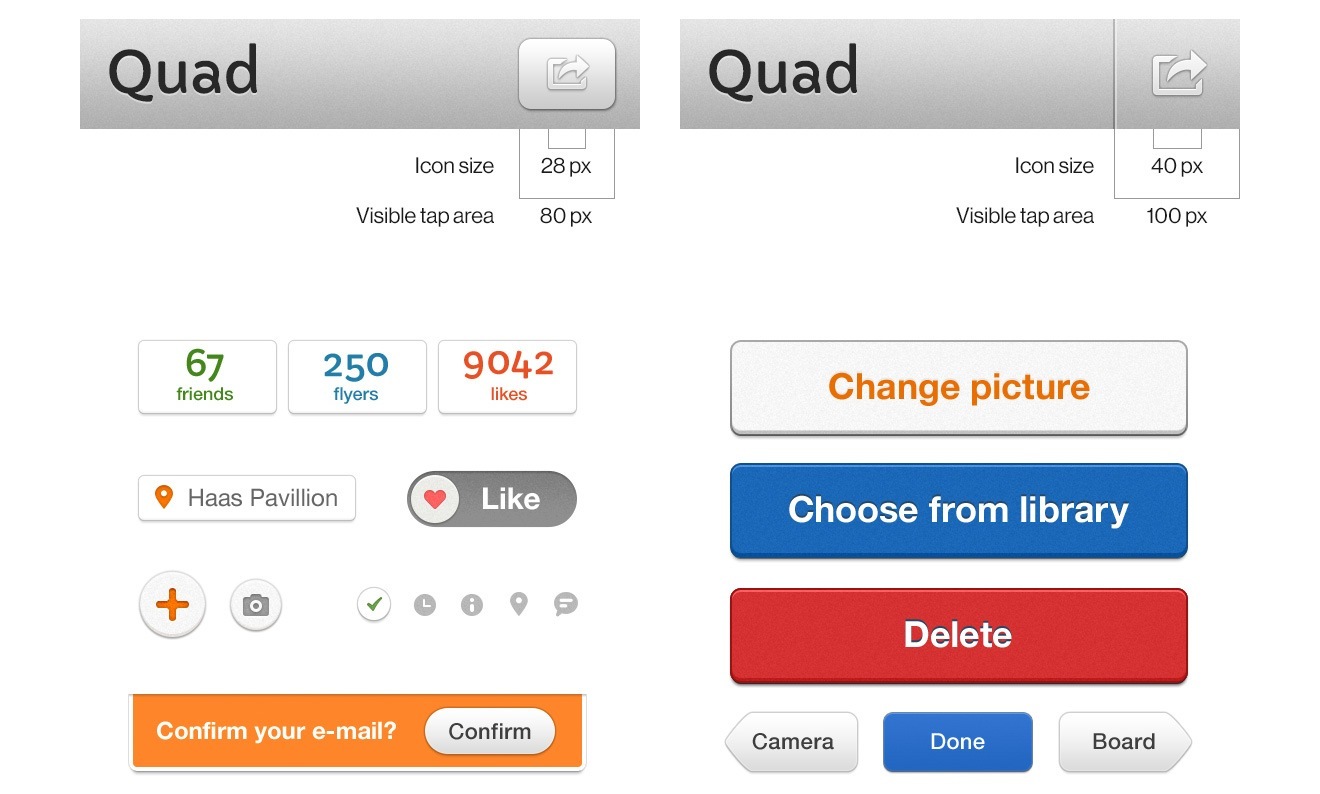 Quad
Icon size 28 px
Visible tap area 80 px
Quad
Icon size 40 px
Visible tap area 100 px
67 250 9042
friends flyers likes
Haas Pavillion Like
Confirm your e-mail? Confirm
Change picture
Choose from library
Delete
Camera Done Board